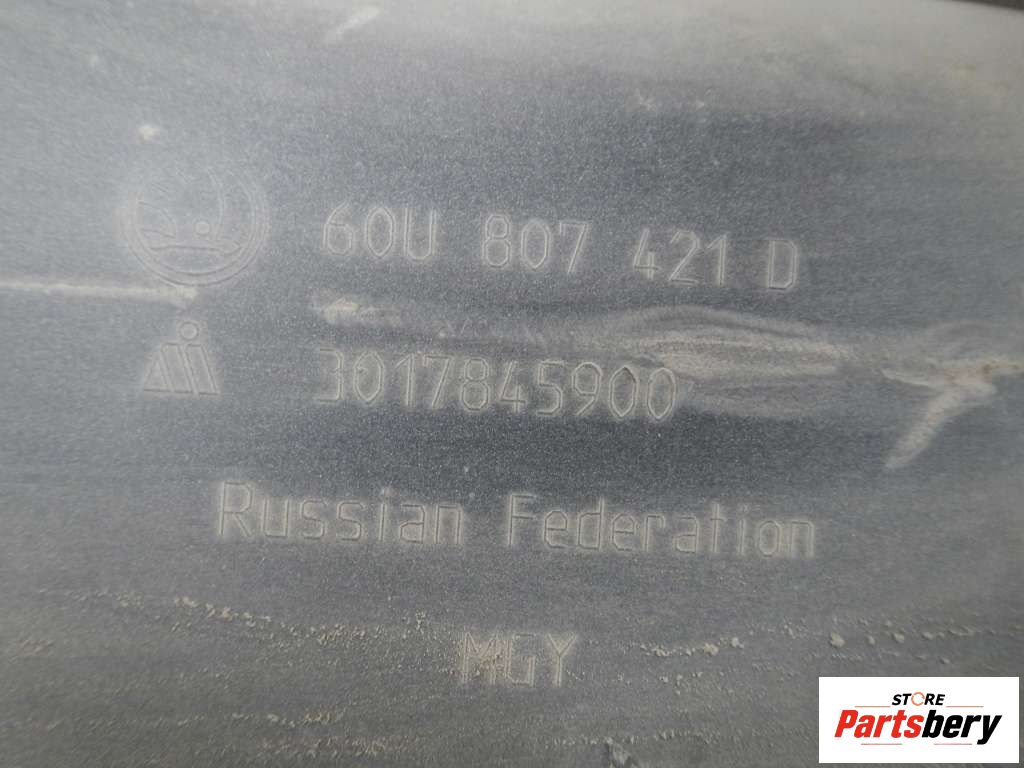 60U 807 421 D
3017845900
Russian Federation
MGY
STORE
Partsbery